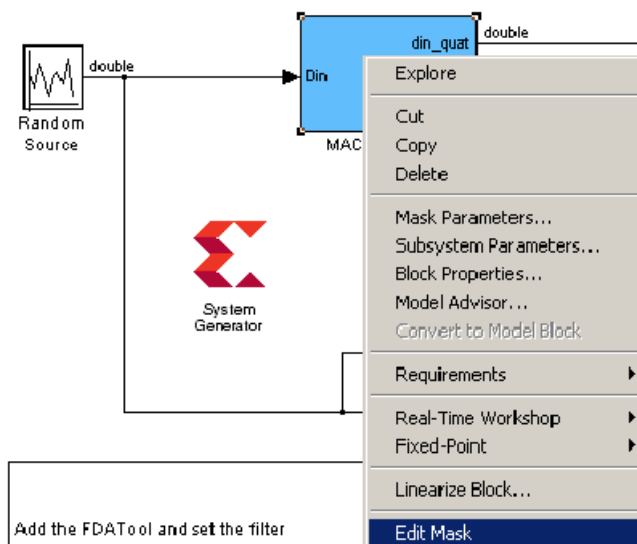 din_quat
double
double
Din
Random
Source
MAC
Explore
Cut
Copy
Delete
Mask Parameters...
Subsystem Parameters...
Block Properties...
Model Advisor...
Convert to Model Block
Requirements
Real-Time Workshop
Fixed-Point
Linearize Block...
Edit Mask
System
Generator
Add the FDATool and set the filter